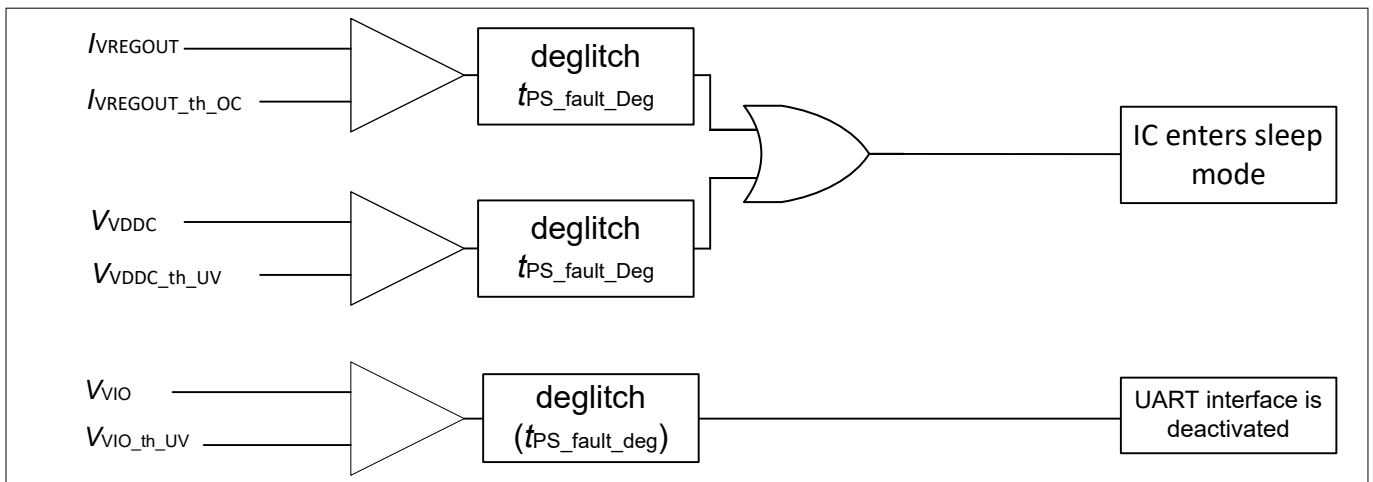 IVREGOUT
IVREGOUT_th_OC
deglitch
tPS_fault_Deg
VVDDC
VVDDC_th_UV
deglitch
tPS_fault_Deg
IC enters sleep
mode
VVIO
VVIO_th_UV
deglitch
(tPS_fault_deg)
UART interface is
deactivated